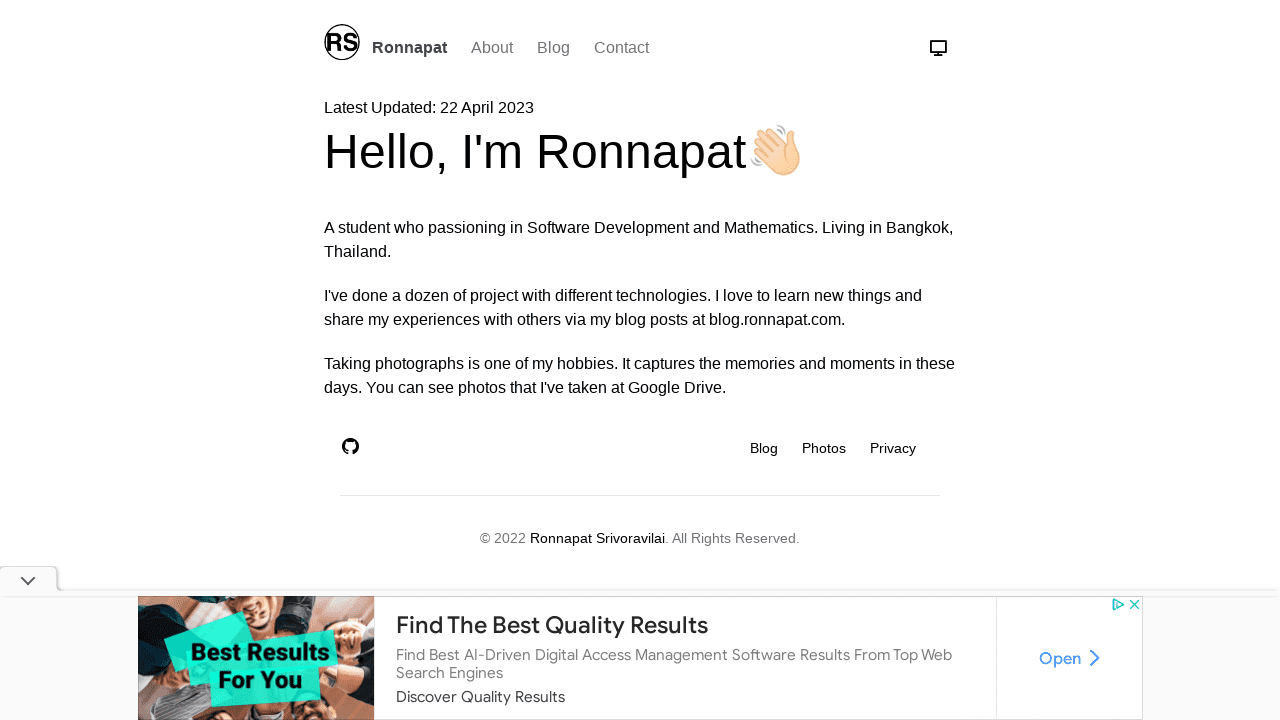 RS
Ronnapat About Blog Contact
Latest Updated: 22 April 2023
Hello, I'm Ronnapat👋🏻
A student who passioning in Software Development and Mathematics. Living in Bangkok,
Thailand.
I've done a dozen of project with different technologies. I love to learn new things and
share my experiences with others via my blog posts at blog.ronnapat.com.
Taking photographs is one of my hobbies. It captures the memories and moments in these
days. You can see photos that I've taken at Google Drive.
Blog Photos Privacy
© 2022 Ronnapat Srivoravilai. All Rights Reserved.
Best Results
For You
Find The Best Quality Results
Find Best AI-Driven Digital Access Management Software Results From Top Web
Search Engines
Discover Quality Results
Open